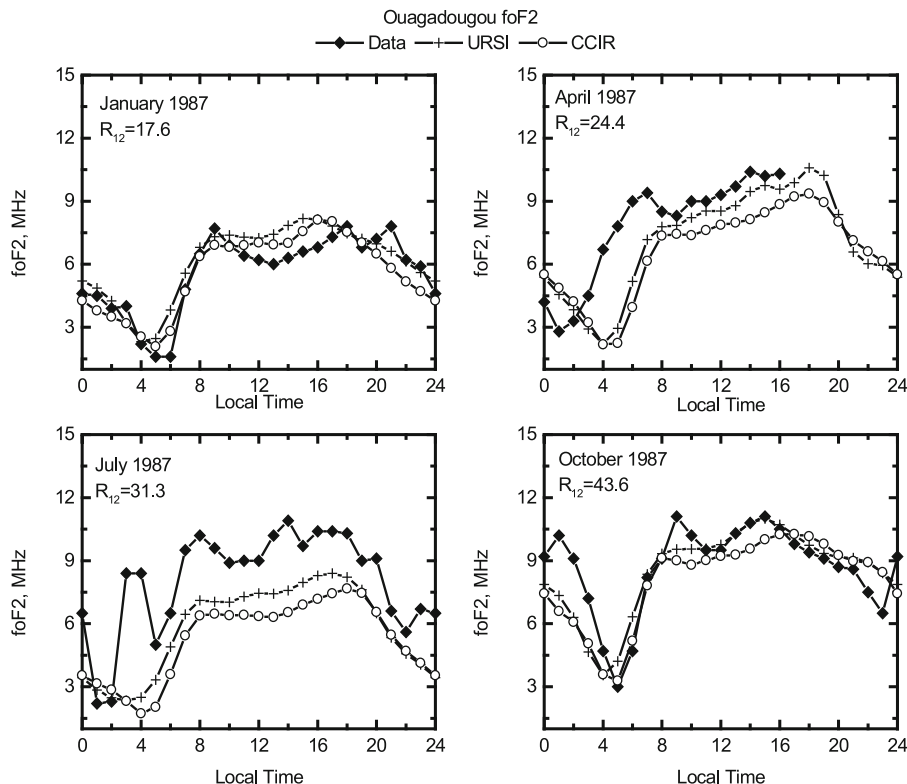 Ouagadougou foF2
Data URSI CCIR
January 1987
R12=17.6
foF2, MHz
15
12
9
6
3
0 4 8 12 16 20 24
Local Time
April 1987
R12=24.4
foF2, MHz
15
12
9
6
3
0 4 8 12 16 20 24
Local Time
July 1987
R12=31.3
foF2, MHz
15
12
9
6
3
0 4 8 12 16 20 24
Local Time
October 1987
R12=43.6
foF2, MHz
15
12
9
6
3
0 4 8 12 16 20 24
Local Time